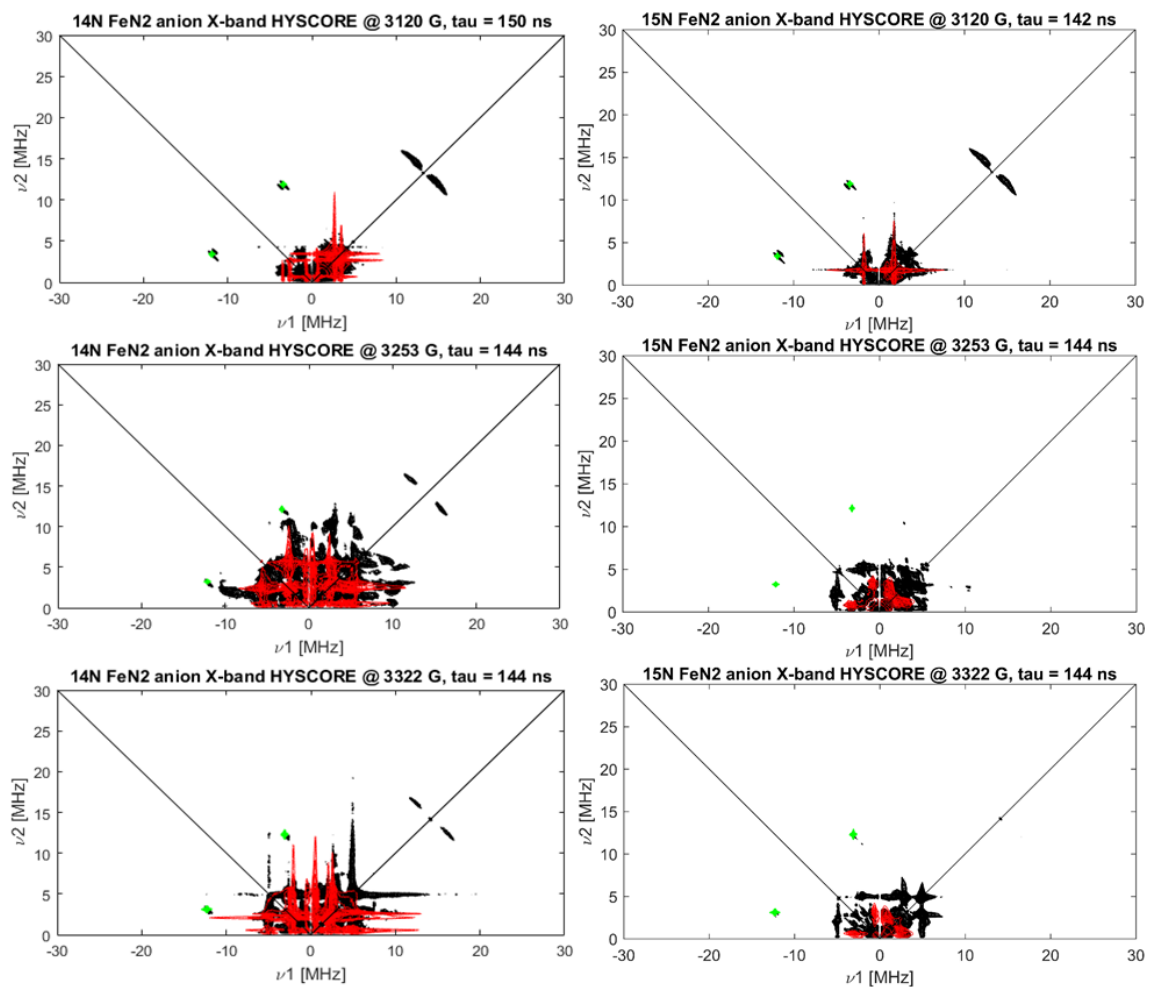 14N FeN2 anion X-band HYSCORE @ 3120 G, tau = 150 ns
30
25
20
15
10
5
0
ν2 [MHz]
-30 -20 -10 0 10 20 30
ν1 [MHz]
15N FeN2 anion X-band HYSCORE @ 3120 G, tau = 142 ns
30
25
20
15
10
5
0
ν2 [MHz]
-30 -20 -10 0 10 20 30
ν1 [MHz]
14N FeN2 anion X-band HYSCORE @ 3253 G, tau = 144 ns
30
25
20
15
10
5
0
ν2 [MHz]
-30 -20 -10 0 10 20 30
ν1 [MHz]
15N FeN2 anion X-band HYSCORE @ 3253 G, tau = 144 ns
30
25
20
15
10
5
0
ν2 [MHz]
-30 -20 -10 0 10 20 30
ν1 [MHz]
14N FeN2 anion X-band HYSCORE @ 3322 G, tau = 144 ns
30
25
20
15
10
5
0
ν2 [MHz]
-30 -20 -10 0 10 20 30
ν1 [MHz]
15N FeN2 anion X-band HYSCORE @ 3322 G, tau = 144 ns
30
25
20
15
10
5
0
ν2 [MHz]
-30 -20 -10 0 10 20 30
ν1 [MHz]